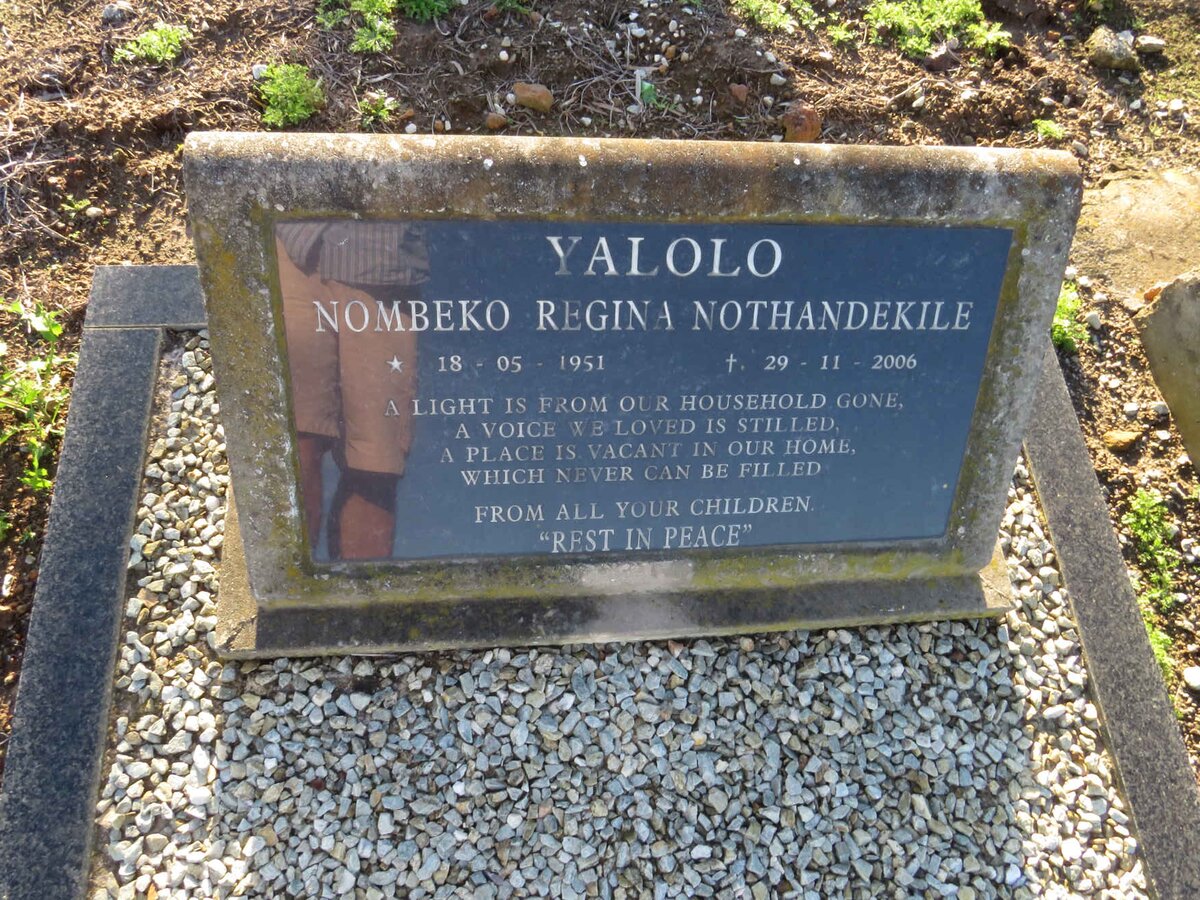 YALOLO
NOMBEKO REGINA NOTHANDEKILE
★ 18 - 05 - 1951 †. 29 - 11 - 2006
A LIGHT IS FROM OUR HOUSEHOLD GONE,
A VOICE WE LOVED IS STILLED,
A PLACE IS VACANT IN OUR HOME,
WHICH NEVER CAN BE FILLED
FROM ALL YOUR CHILDREN.
“REST IN PEACE”